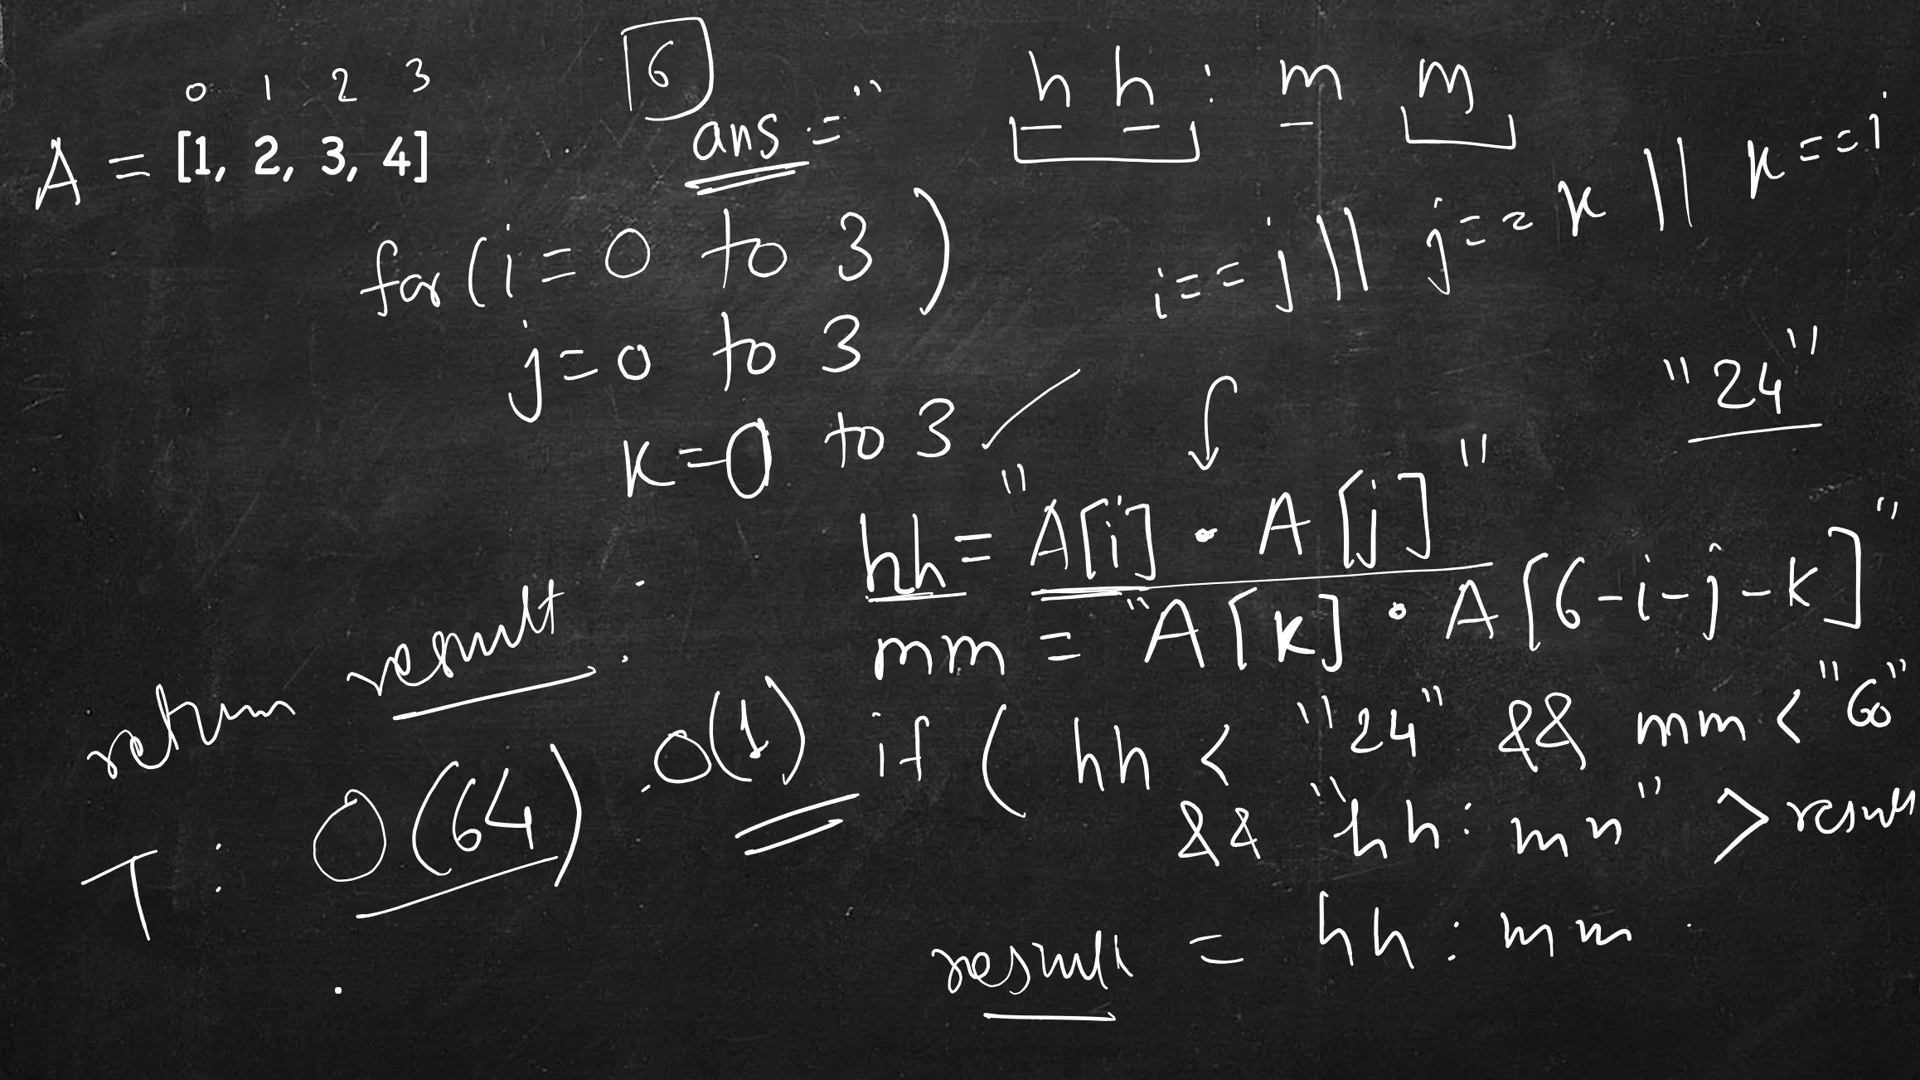 0 1 2 3
A = [1, 2, 3, 4]
6
ans = "
h h : m m
for ( i = 0 to 3 )
i == j || j == k || k == i
j = 0 to 3
k = 0 to 3
"24"
hh = "A[i] . A[j]"
mm = "A[k] . A[6-i-j-k]"
if ( hh < "24" && mm < "60"
&& "hh:mm" > result
result = hh : mm
return result
T : O(64) O(1)